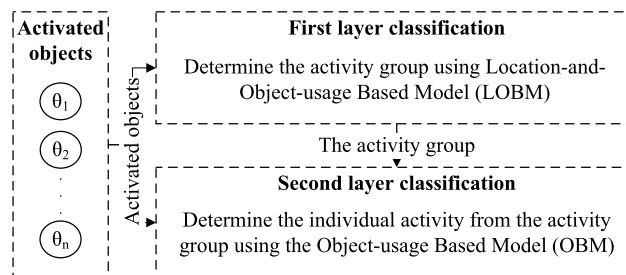 Activated
objects
θ1
θ2
θn
Activated objects
First layer classification
Determine the activity group using Location-and-
Object-usage Based Model (LOBM)
The activity group
Second layer classification
Determine the individual activity from the activity
group using the Object-usage Based Model (OBM)